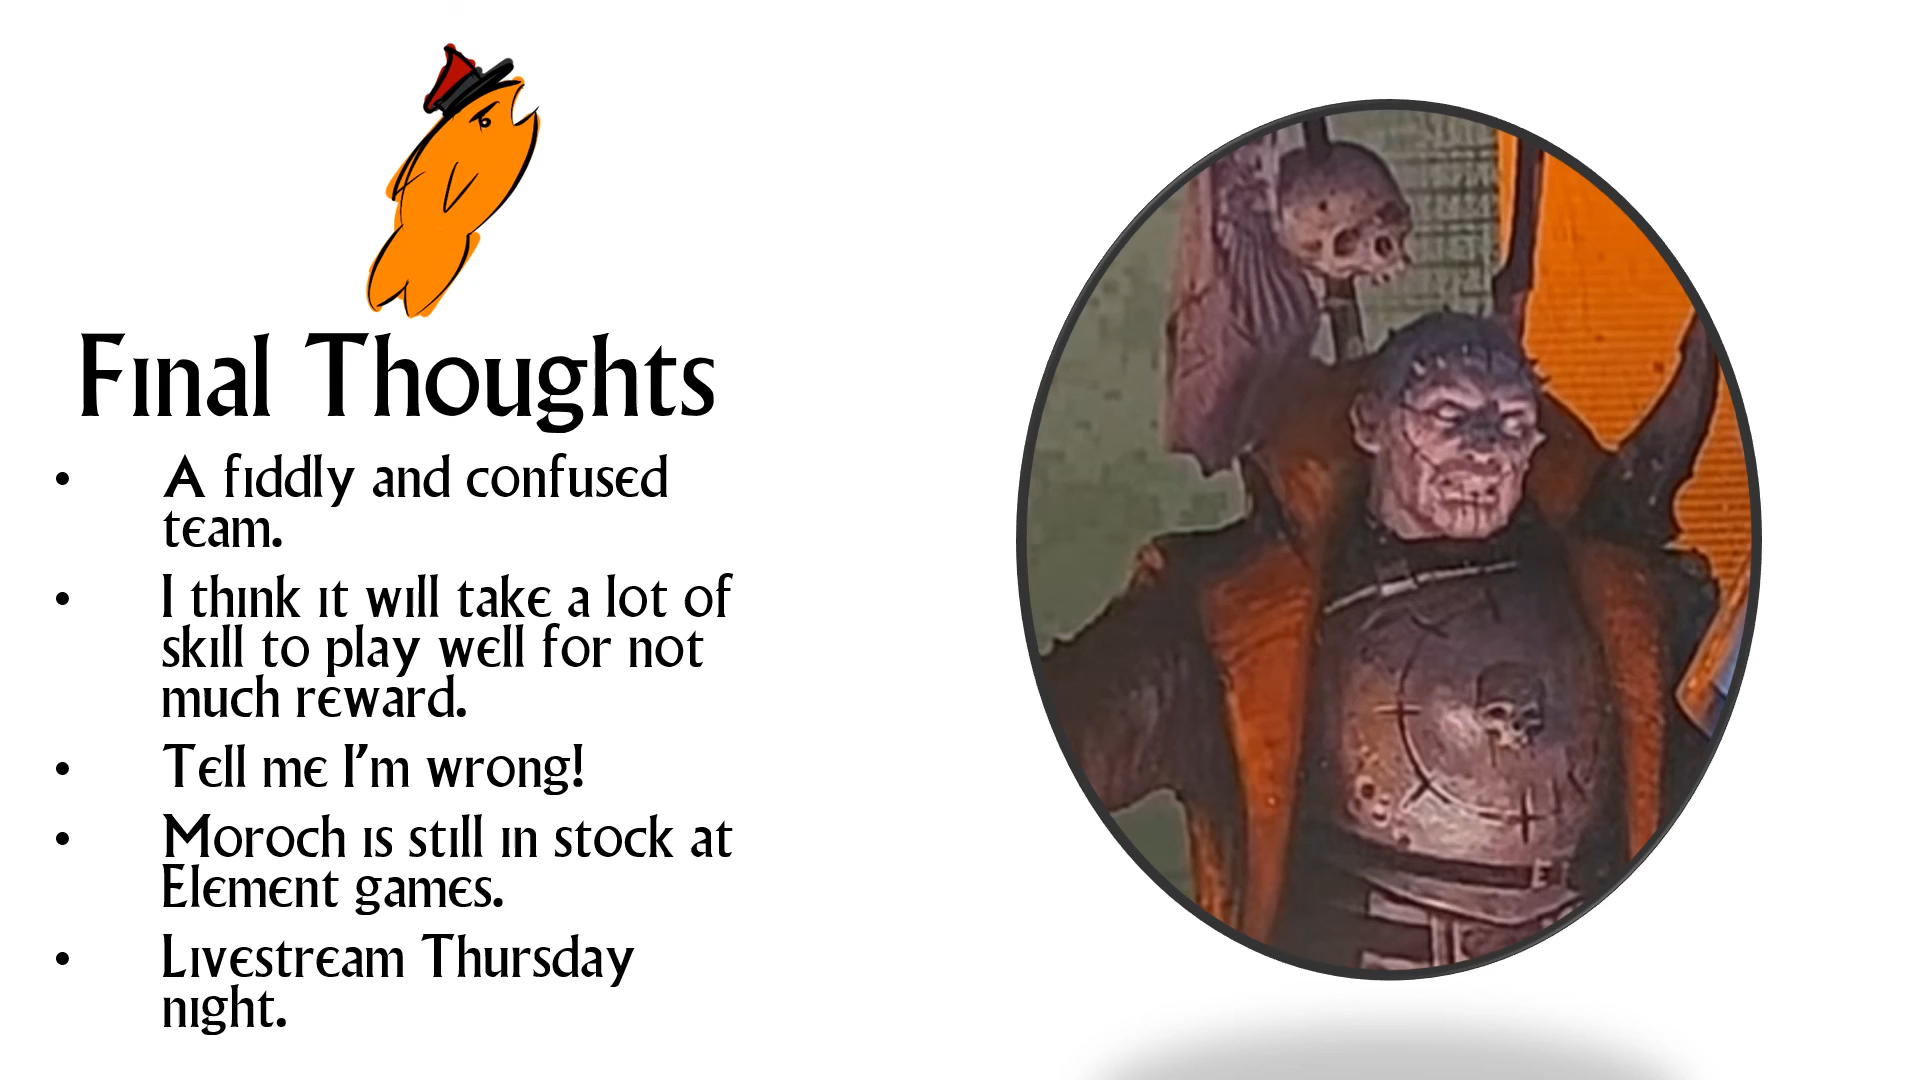 Final Thoughts
• A fiddly and confused
team.
• I think it will take a lot of
skill to play well for not
much reward.
• Tell me I'm wrong!
• Moroch is still in stock at
Element games.
• Livestream Thursday
night.